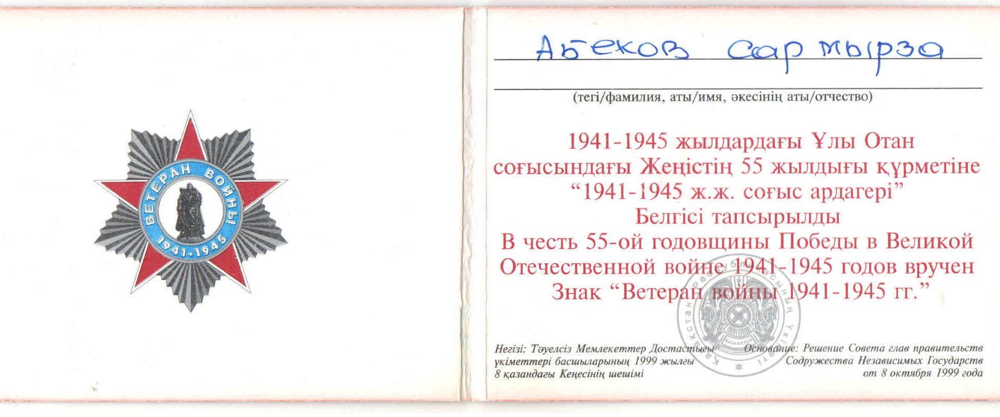 ВЕТЕРАН ВОЙНЫ
1941-1945
Абеков Сармырза
(тегі/фамилия, аты/имя, әкесінің аты/отчество)
1941-1945 жылдардағы Ұлы Отан
соғысындағы Жеңістің 55 жылдығы құрметіне
“1941-1945 ж.ж. соғыс ардагері”
Белгісі тапсырылды
В честь 55-ой годовщины Победы в Великой
Отечественной войне 1941-1945 годов вручен
Знак “Ветеран войны 1941-1945 гг.”
Қазақстан Республикасының Үкіметі
ҚАЗАҚСТАН
Негізі: Тәуелсіз Мемлекеттер Достастығы
үкіметтері басшыларының 1999 жылғы
8 қазандағы Кеңесінің шешімі
Основание: Решение Совета глав правительств
Содружества Независимых Государств
от 8 октября 1999 года